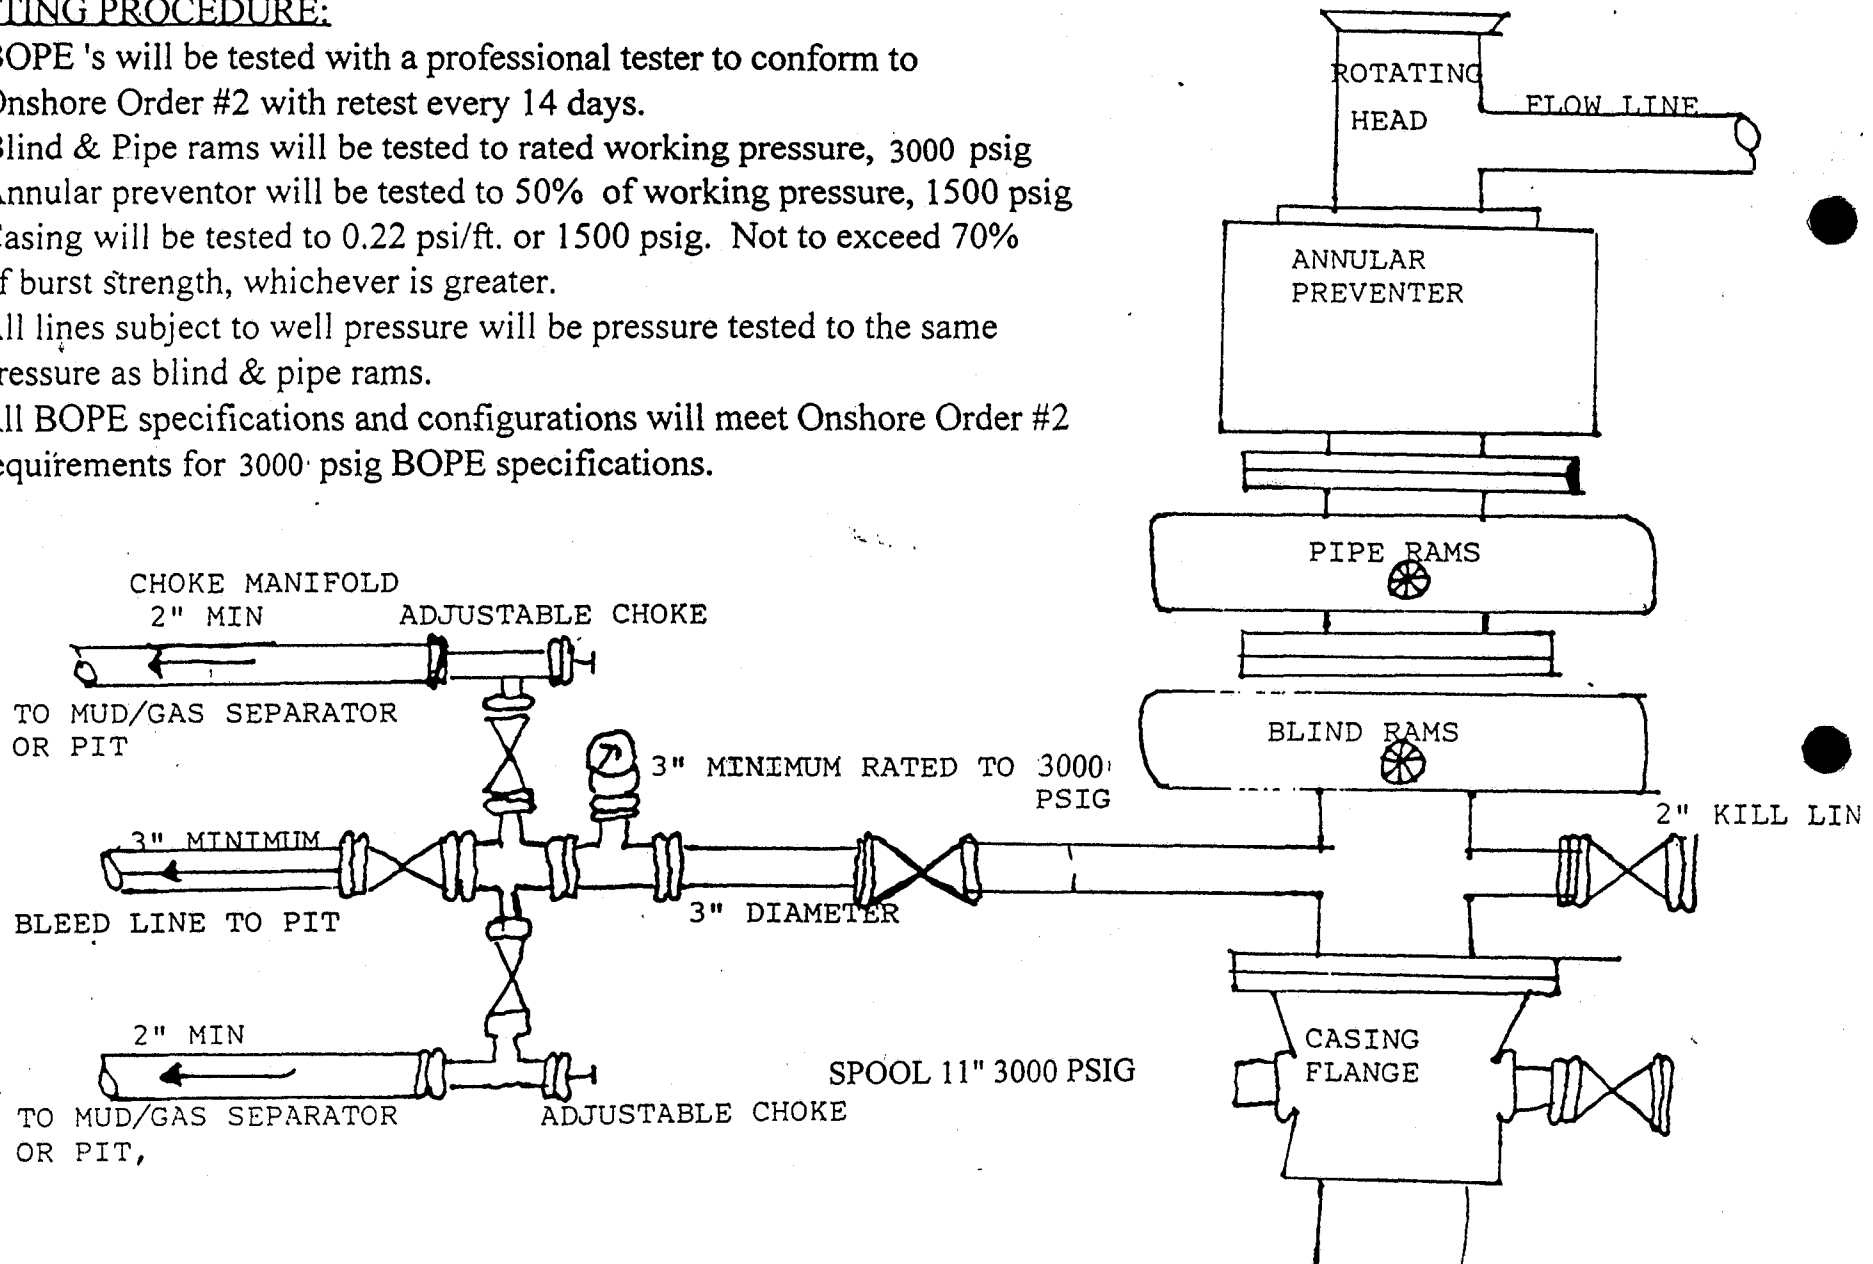 TING PROCEDURE:
BOPE 's will be tested with a professional tester to conform to
Onshore Order #2 with retest every 14 days.
Blind & Pipe rams will be tested to rated working pressure, 3000 psig
Annular preventor will be tested to 50% of working pressure, 1500 psig
Casing will be tested to 0.22 psi/ft. or 1500 psig. Not to exceed 70%
of burst strength, whichever is greater.
All lines subject to well pressure will be pressure tested to the same
pressure as blind & pipe rams.
All BOPE specifications and configurations will meet Onshore Order #2
requirements for 3000 psig BOPE specifications.
ROTATING
HEAD
FLOW LINE
ANNULAR
PREVENTER
PIPE RAMS
BLIND RAMS
CHOKE MANIFOLD
2" MIN
ADJUSTABLE CHOKE
TO MUD/GAS SEPARATOR
OR PIT
3" MINIMUM RATED TO 3000
PSIG
2" KILL LIN
3" MINIMUM
BLEED LINE TO PIT
3" DIAMETER
2" MIN
CASING
FLANGE
SPOOL 11" 3000 PSIG
TO MUD/GAS SEPARATOR
OR PIT,
ADJUSTABLE CHOKE